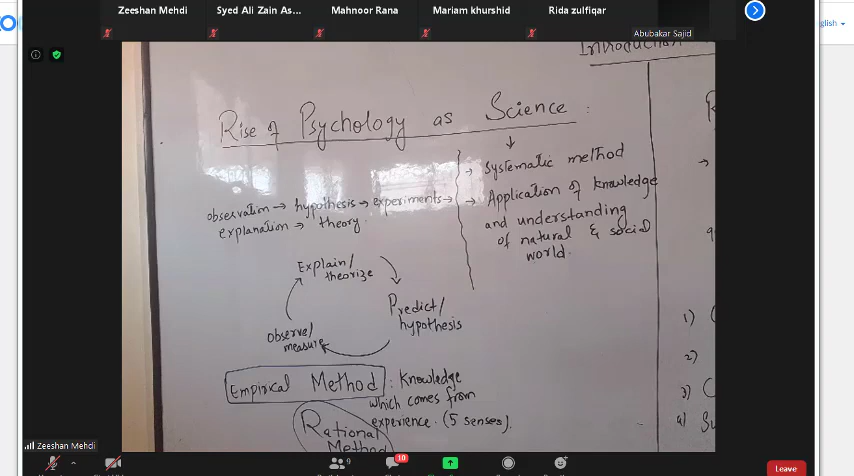 Zeeshan Mehdi
Syed Ali Zain As...
Mahnoor Rana
Mariam khurshid
Rida zulfiqar
Abubakar Sajid
Introduction
Rise of Psychology as Science :
→ Systematic method
→ Application of knowledge
and understanding
of natural & social
world.
observation → hypothesis → experiments →
explanation → theory.
Explain/
theorize
Predict/
hypothesis
Observe/
measure
Empirical Method : Knowledge
which comes from
experience. (5 senses).
Rational
Method
1)
2)
3)
4)
Zeeshan Mehdi
9
10
Leave